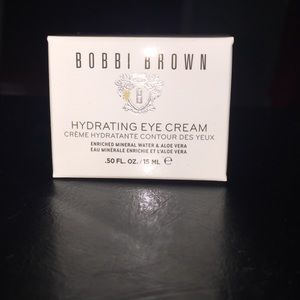 BOBBI BROWN
HYDRATING EYE CREAM
CRÈME HYDRATANTE CONTOUR DES YEUX
ENRICHED MINERAL WATER & ALOE VERA
EAU MINÉRALE ENRICHIE ET L'ALOE VERA
.50 FL. OZ. / 15 ML ℮